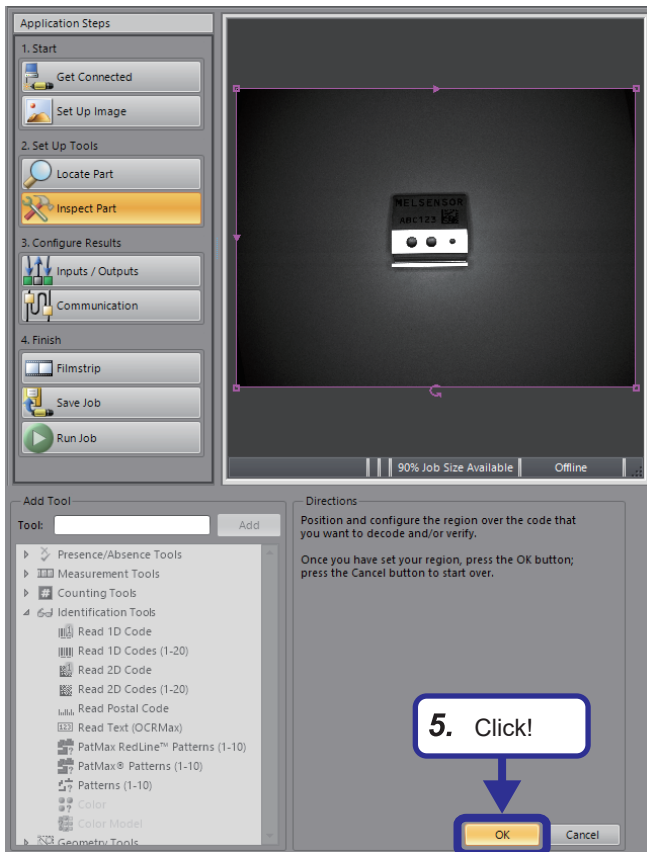 Application Steps
1. Start
Get Connected
Set Up Image
2. Set Up Tools
Locate Part
Inspect Part
3. Configure Results
Inputs / Outputs
Communication
4. Finish
Filmstrip
Save Job
Run Job
MELSENSOR
ABC123
90% Job Size Available
Offline
Add Tool
Tool:
Add
Presence/Absence Tools
Measurement Tools
Counting Tools
Identification Tools
Read 1D Code
Read 1D Codes (1-20)
Read 2D Code
Read 2D Codes (1-20)
Read Postal Code
Read Text (OCRMax)
PatMax RedLine™ Patterns (1-10)
PatMax® Patterns (1-10)
Patterns (1-10)
Color
Color Model
Geometry Tools
Directions
Position and configure the region over the code that
you want to decode and/or verify.
Once you have set your region, press the OK button;
press the Cancel button to start over.
5. Click!
OK
Cancel